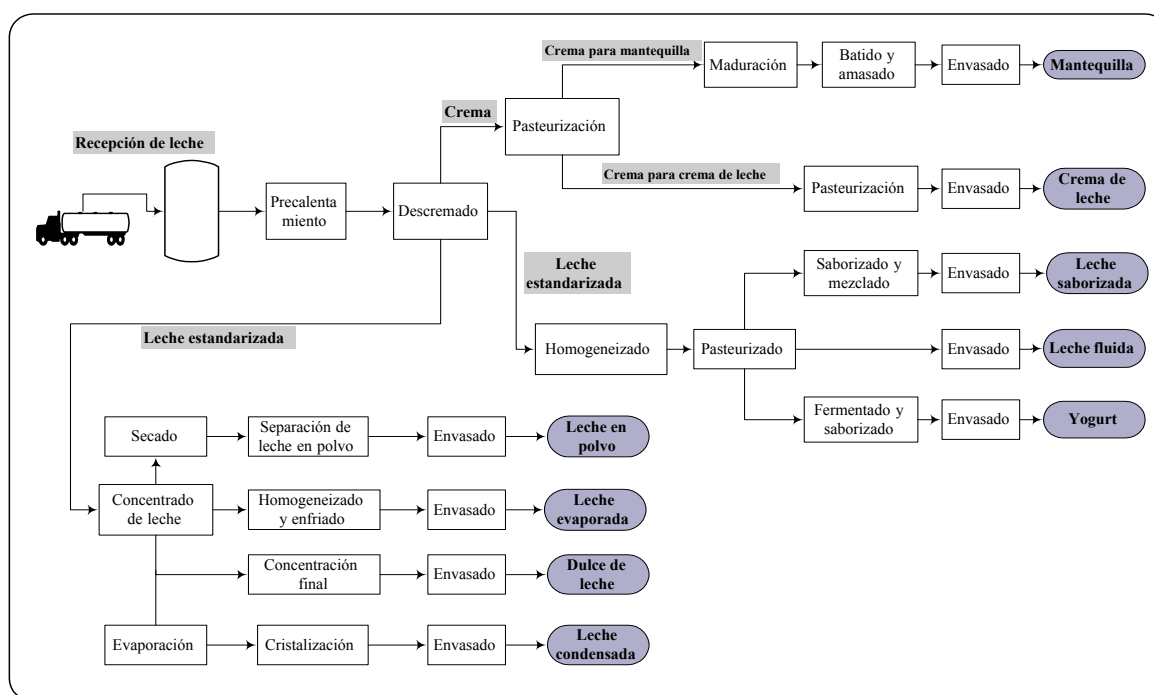 Crema para mantequilla
Maduración
Batido y
amasado
Envasado
Mantequilla
Crema
Pasteurización
Recepción de leche
Crema para crema de leche
Pasteurización
Envasado
Crema de
leche
Precalenta
miento
Descremado
Leche
estandarizada
Saborizado y
mezclado
Envasado
Leche
saborizada
Leche estandarizada
Homogeneizado
Pasteurizado
Envasado
Leche fluida
Fermentado y
saborizado
Envasado
Yogurt
Secado
Separación de
leche en polvo
Envasado
Leche en
polvo
Concentrado
de leche
Homogeneizado
y enfriado
Envasado
Leche
evaporada
Concentración
final
Envasado
Dulce de
leche
Evaporación
Cristalización
Envasado
Leche
condensada